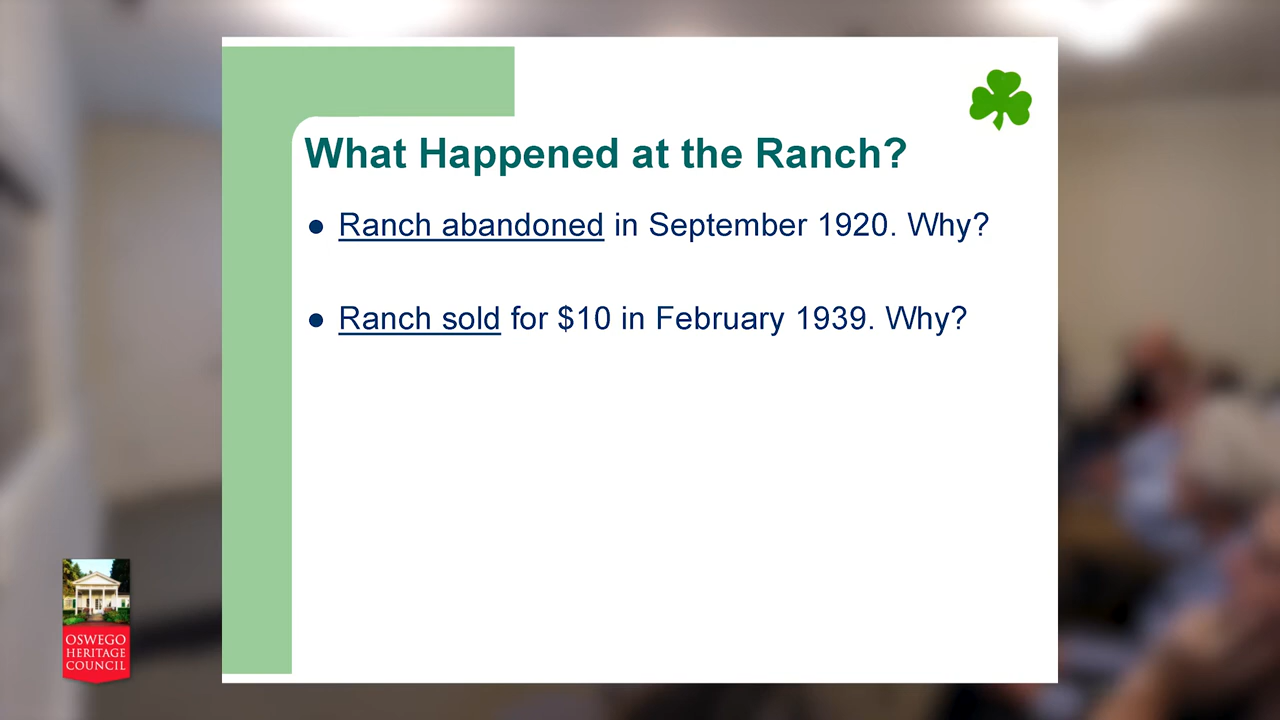 What Happened at the Ranch?
● Ranch abandoned in September 1920. Why?
● Ranch sold for $10 in February 1939. Why?
OSWEGO
HERITAGE
COUNCIL